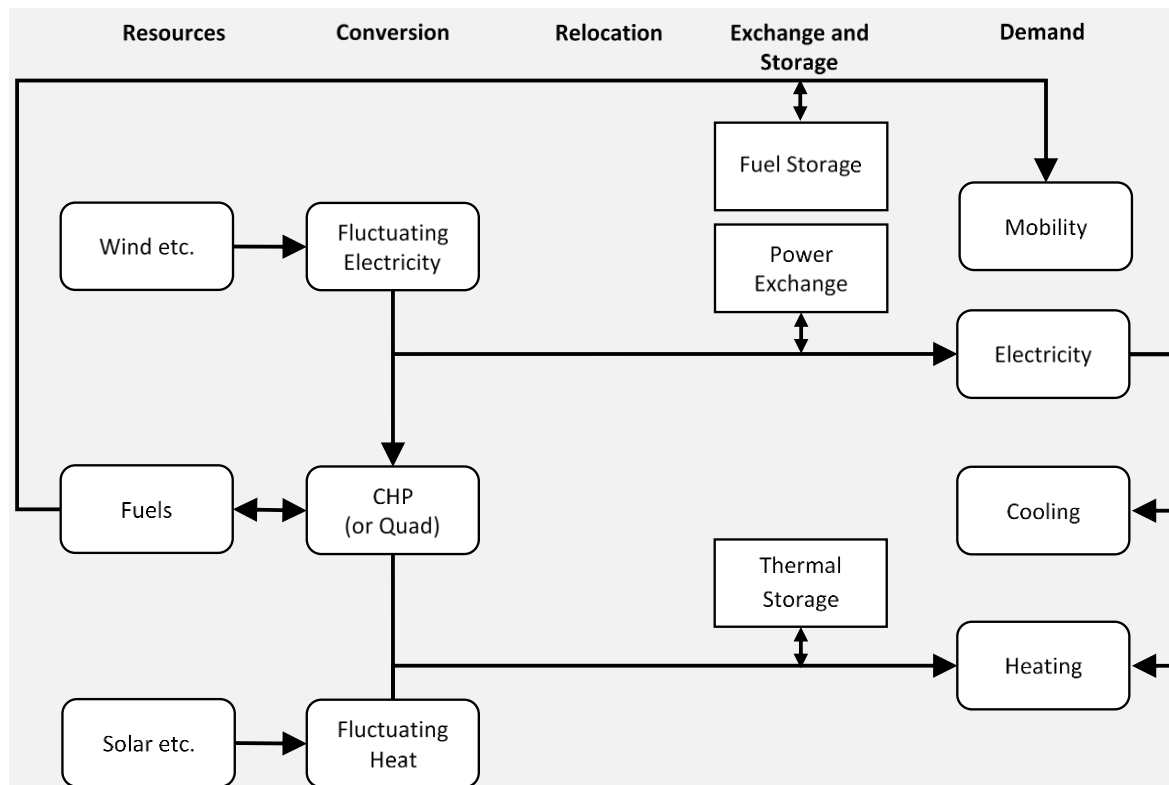 Resources
Conversion
Relocation
Exchange and
Storage
Demand
Fuel Storage
Mobility
Wind etc.
Fluctuating
Electricity
Power
Exchange
Electricity
Fuels
CHP
(or Quad)
Cooling
Thermal
Storage
Heating
Solar etc.
Fluctuating
Heat